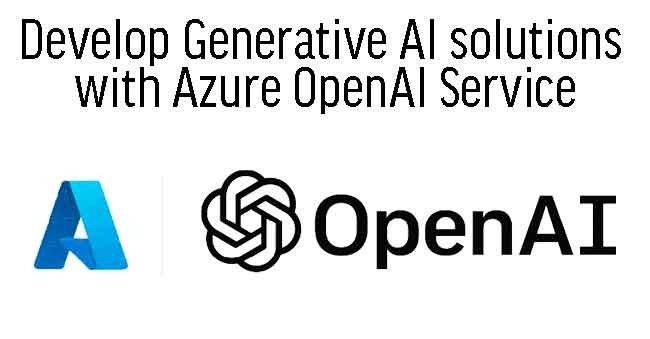 Develop Generative AI solutions
with Azure OpenAI Service
OpenAI